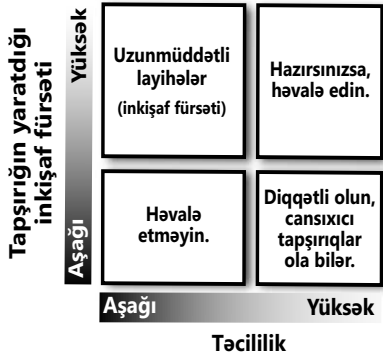 Tapşırığın yaratdığı
inkişaf fürsəti
Yüksək
Aşağı
Uzunmüddətli
layihələr
(inkişaf fürsəti)
Hazırsınızsa,
həvalə edin.
Həvalə
etməyin.
Diqqətli olun,
cansıxıcı
tapşırıqlar
ola bilər.
Aşağı
Yüksək
Təcililik